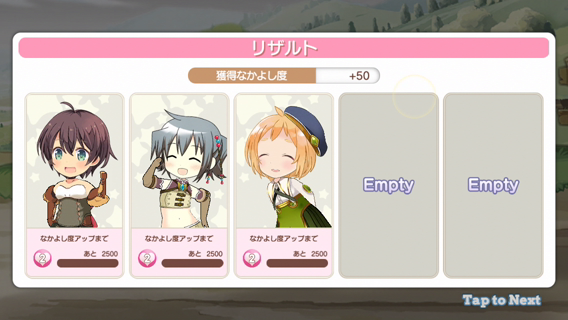 リザルト
獲得なかよし度 +50
なかよし度アップまで
2 あと 2500
なかよし度アップまで
2 あと 2500
なかよし度アップまで
2 あと 2500
Empty
Empty
Tap to Next